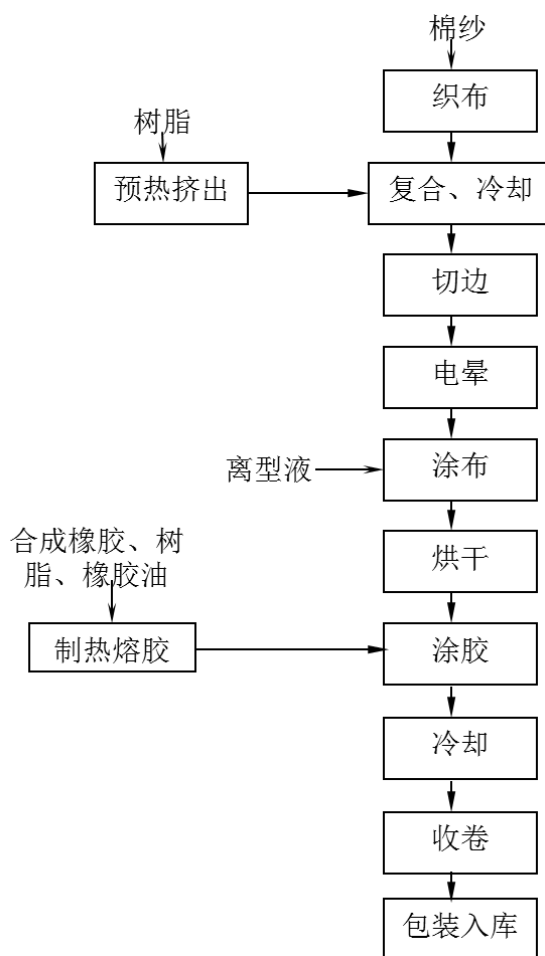 棉纱
织布
树脂
预热挤出
复合、冷却
切边
电晕
离型液
涂布
合成橡胶、树
脂、橡胶油
烘干
制热熔胶
涂胶
冷却
收卷
包装入库